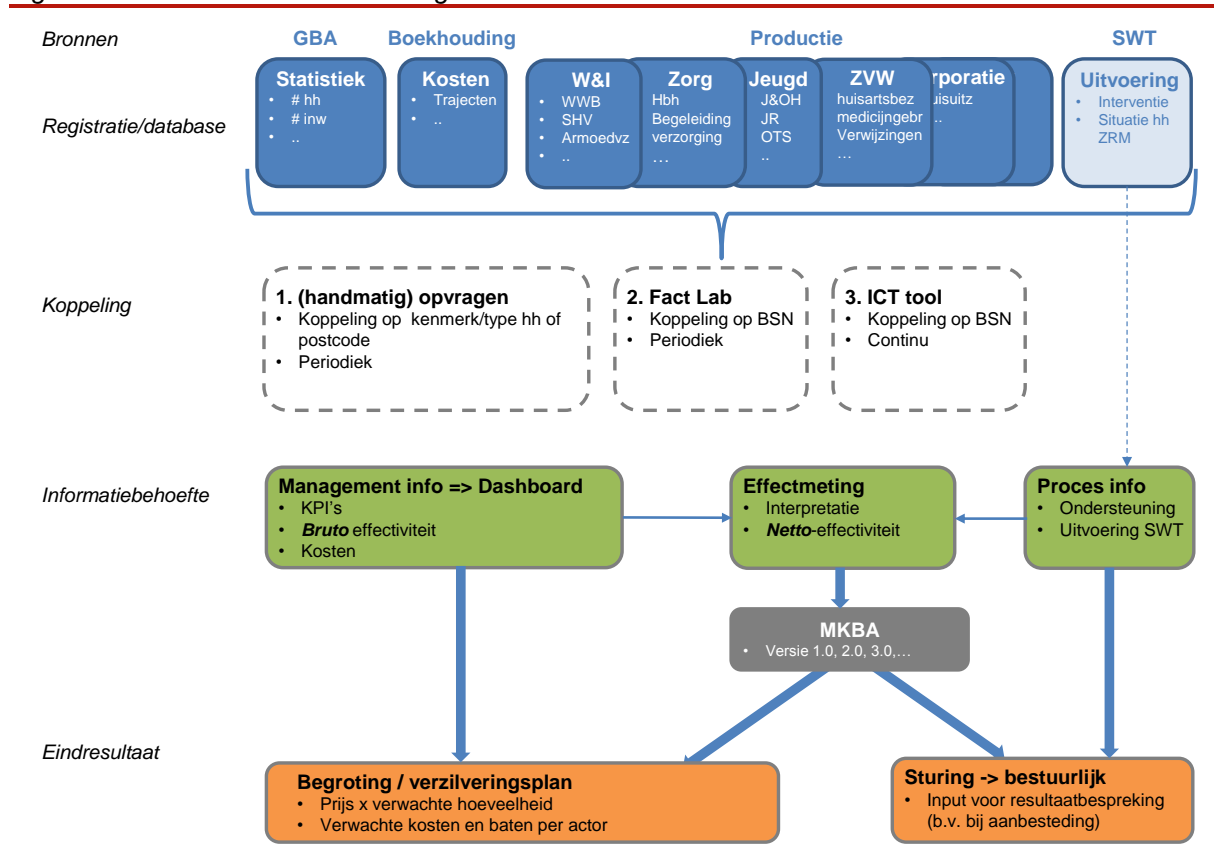 Bronnen
GBA
Boekhouding
Productie
SWT
Registratie/database
Statistiek
• # hh
• # inw
• ..
Kosten
• Trajecten
• ..
W&I
• WWB
• SHV
• Armoedvz
• ..
Zorg
Hbh
Begeleiding
verzorging
…
Jeugd
J&OH
JR
OTS
..
ZVW
huisartsbez
medicijngebr
Verwijzingen
…
rporatie
uisuitz
..
Uitvoering
• Interventie
• Situatie hh
ZRM
Koppeling
1. (handmatig) opvragen
• Koppeling op kenmerk/type hh of
postcode
• Periodiek
2. Fact Lab
• Koppeling op BSN
• Periodiek
3. ICT tool
• Koppeling op BSN
• Continu
Informatiebehoefte
Management info => Dashboard
• KPI's
• Bruto effectiviteit
• Kosten
Effectmeting
• Interpretatie
• Netto-effectiviteit
Proces info
• Ondersteuning
• Uitvoering SWT
MKBA
• Versie 1.0, 2.0, 3.0,…
Eindresultaat
Begroting / verzilveringsplan
• Prijs x verwachte hoeveelheid
• Verwachte kosten en baten per actor
Sturing -> bestuurlijk
• Input voor resultaatbespreking
(b.v. bij aanbesteding)